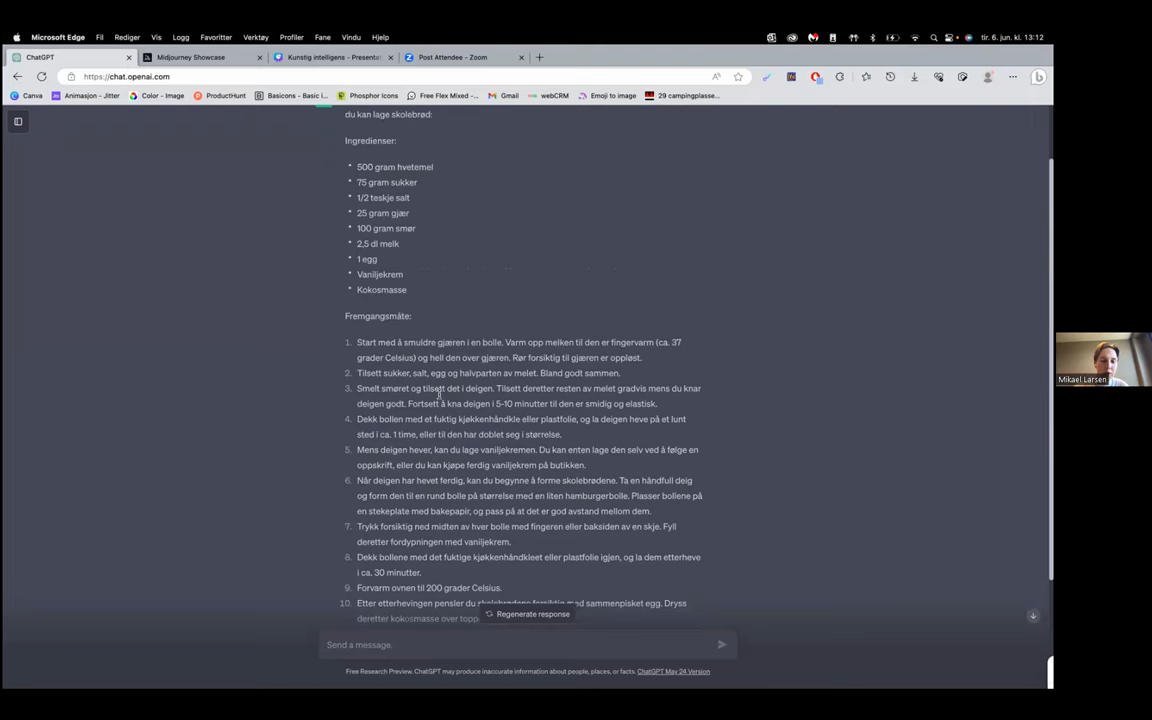 Microsoft Edge Fil Rediger Vis Logg Favoritter Verktøy Profiler Fane Vindu Hjelp tir. 6. jun. kl. 13:12
ChatGPT Midjourney Showcase Kunstig intelligens - Presentat Post Attendee - Zoom
https://chat.openai.com
Canva Animasjon - Jitter Color - Image ProductHunt Basicons - Basic i... Phosphor Icons Free Flex Mixed -... Gmail webCRM Emoji to image 29 campingplasse...
du kan lage skolebrød:
Ingredienser:
500 gram hvetemel
75 gram sukker
1/2 teskje salt
25 gram gjær
100 gram smør
2,5 dl melk
1 egg
Vaniljekrem
Kokosmasse
Fremgangsmåte:
1. Start med å smuldre gjæren i en bolle. Varm opp melken til den er fingervarm (ca. 37
grader Celsius) og hell den over gjæren. Rør forsiktig til gjæren er oppløst.
2. Tilsett sukker, salt, egg og halvparten av melet. Bland godt sammen.
3. Smelt smøret og tilsett det i deigen. Tilsett deretter resten av melet gradvis mens du knar
deigen godt. Fortsett å kna deigen i 5-10 minutter til den er smidig og elastisk.
4. Dekk bollen med et fuktig kjøkkenhåndkle eller plastfolie, og la deigen heve på et lunt
sted i ca. 1 time, eller til den har doblet seg i størrelse.
5. Mens deigen hever, kan du lage vaniljekremen. Du kan enten lage den selv ved å følge en
oppskrift, eller du kan kjøpe ferdig vaniljekrem på butikken.
6. Når deigen har hevet ferdig, kan du begynne å forme skolebrødene. Ta en håndfull deig
og form den til en rund bolle på størrelse med en liten hamburgerbolle. Plasser bollene på
en stekeplate med bakepapir, og pass på at det er god avstand mellom dem.
7. Trykk forsiktig ned midten av hver bolle med fingeren eller baksiden av en skje. Fyll
deretter fordypningen med vaniljekrem.
8. Dekk bollene med det fuktige kjøkkenhåndkleet eller plastfolie igjen, og la dem etterheve
i ca. 30 minutter.
9. Forvarm ovnen til 200 grader Celsius.
10. Etter etterhevingen pensler du skolebrødene forsiktig med sammenpisket egg. Dryss
deretter kokosmasse over topp
Regenerate response
Send a message.
Free Research Preview. ChatGPT may produce inaccurate information about people, places, or facts. ChatGPT May 24 Version
Mikael Larsen